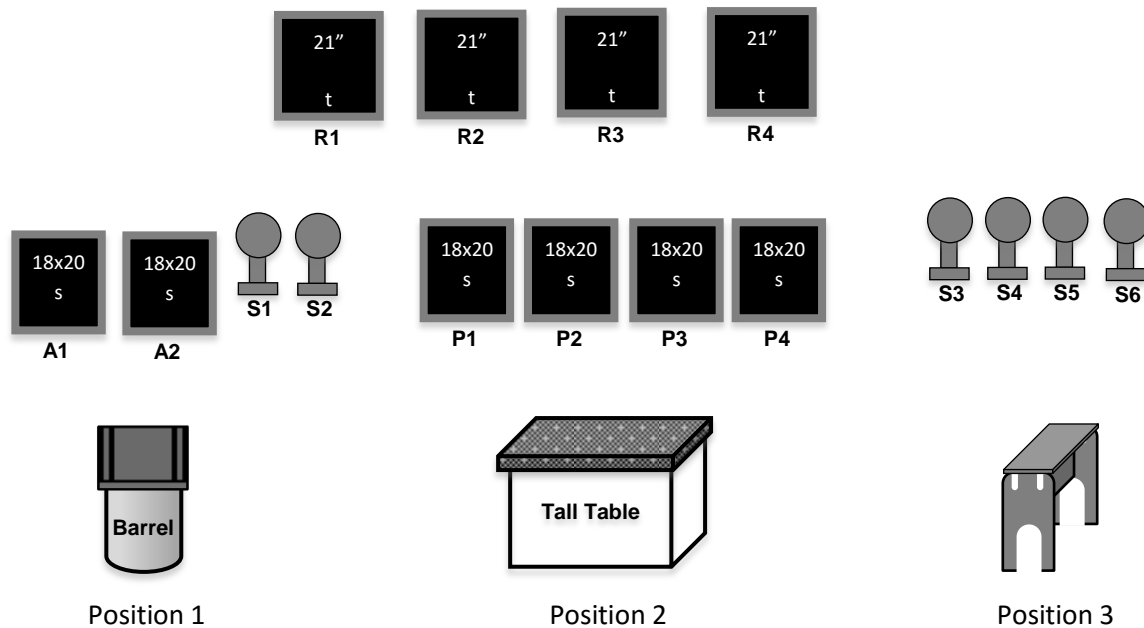 21”
t
R1
21”
t
R2
21”
t
R3
21”
t
R4
18x20
s
A1
18x20
s
A2
S1
S2
18x20
s
P1
18x20
s
P2
18x20
s
P3
18x20
s
P4
S3
S4
S5
S6
Barrel
Tall Table
Position 1
Position 2
Position 3